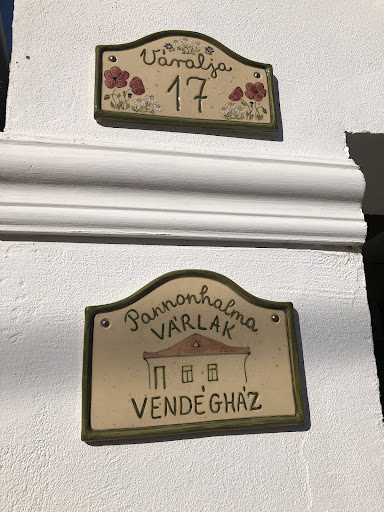 Váralja
17
Pannonhalma
VÁRLAK
VENDÉGHÁZ